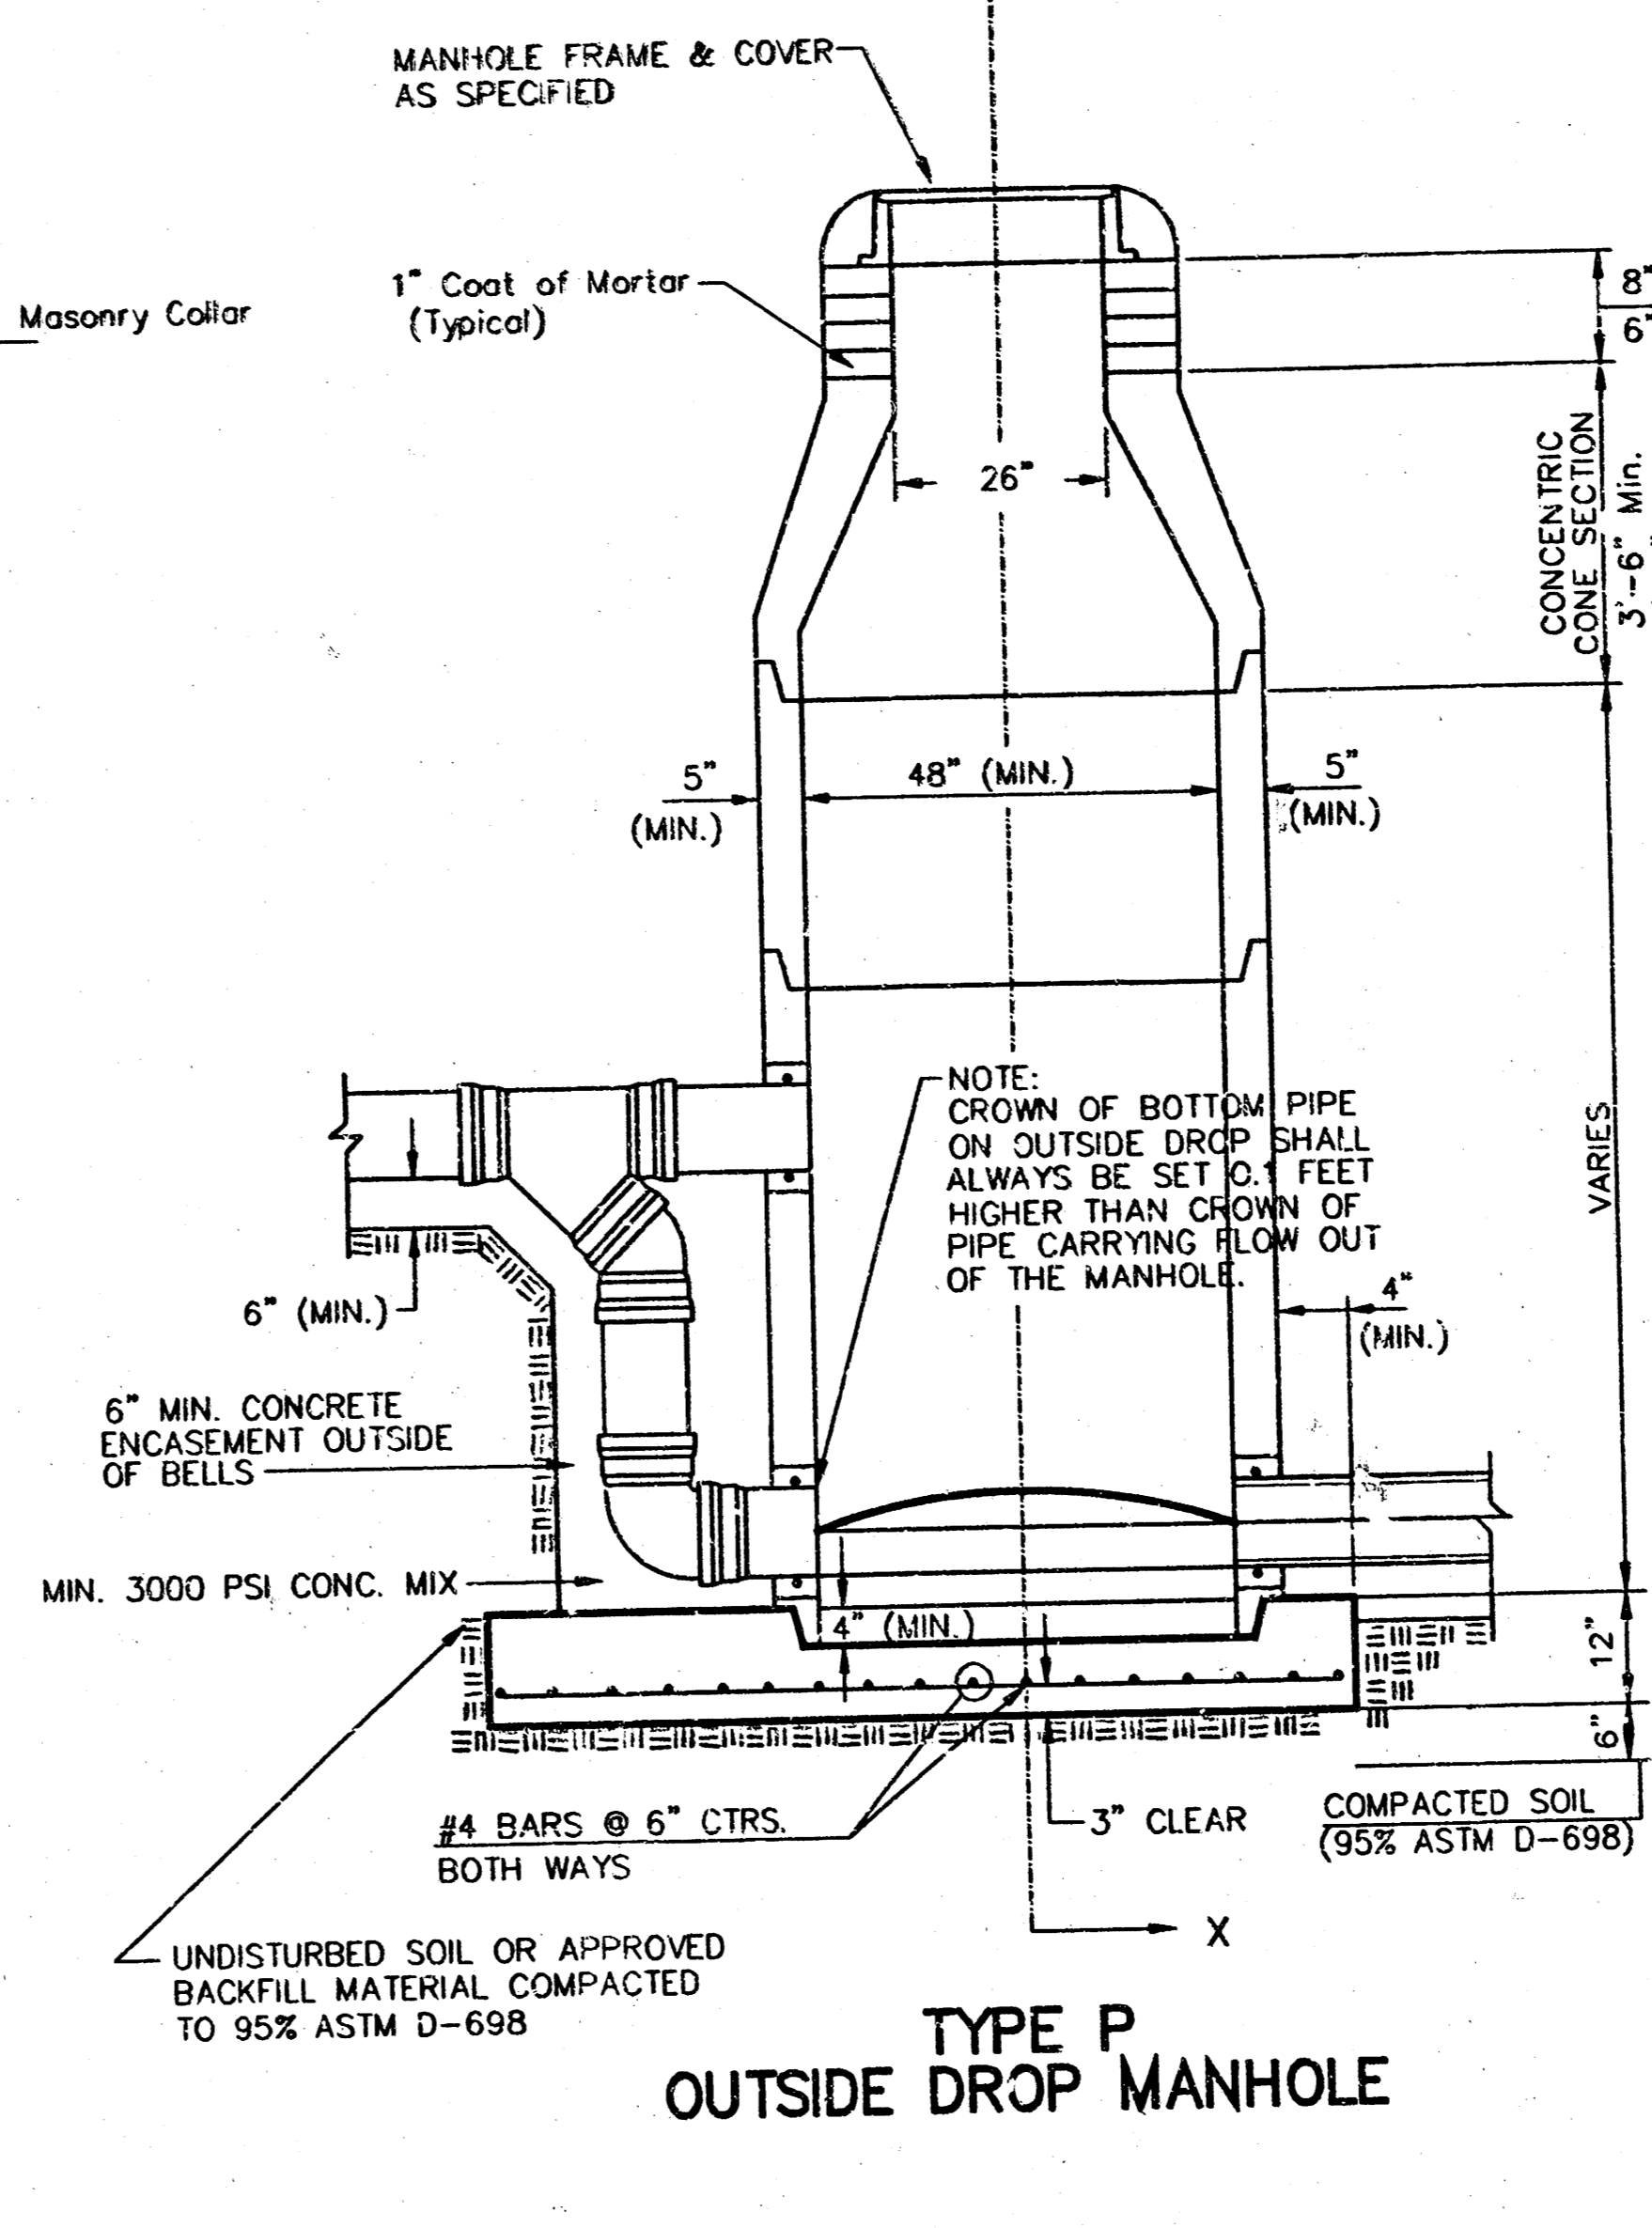 MANHOLE FRAME & COVER
AS SPECIFIED
1" Coat of Mortar
(Typical)
Masonry Collar
8"
6"
CONCENTRIC
CONE SECTION
3'-6" Min.
26"
5"
(MIN.)
48" (MIN.)
5"
(MIN.)
NOTE:
CROWN OF BOTTOM PIPE
ON OUTSIDE DROP SHALL
ALWAYS BE SET 0.1 FEET
HIGHER THAN CROWN OF
PIPE CARRYING FLOW OUT
OF THE MANHOLE.
VARIES
6" (MIN.)
4"
(MIN.)
6" MIN. CONCRETE
ENCASEMENT OUTSIDE
OF BELLS
MIN. 3000 PSI CONC. MIX
4" (MIN.)
12"
6"
#4 BARS @ 6" CTRS.
BOTH WAYS
3" CLEAR
COMPACTED SOIL
(95% ASTM D-698)
X
UNDISTURBED SOIL OR APPROVED
BACKFILL MATERIAL COMPACTED
TO 95% ASTM D-698
TYPE P
OUTSIDE DROP MANHOLE